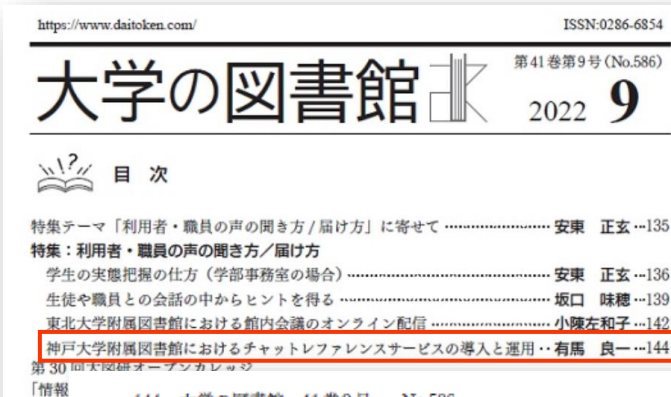 https://www.daitoken.com/ ISSN:0286-6854
大学の図書館 第41巻第9号(No.586)
2022 9
目 次
特集テーマ「利用者・職員の声の聞き方/届け方」に寄せて …………………… 安東 正玄 …135
特集：利用者・職員の声の聞き方／届け方
学生の実態把握の仕方（学部事務室の場合）…………………………………… 安東 正玄 …136
生徒や職員との会話の中からヒントを得る …………………………………… 坂口 味穂 …139
東北大学附属図書館における館内会議のオンライン配信 …………………… 小陳左和子 …142
神戸大学附属図書館におけるチャットレファレンスサービスの導入と運用 ‥ 有馬 良一 …144
第30回大図研オープンカレッジ
「情報